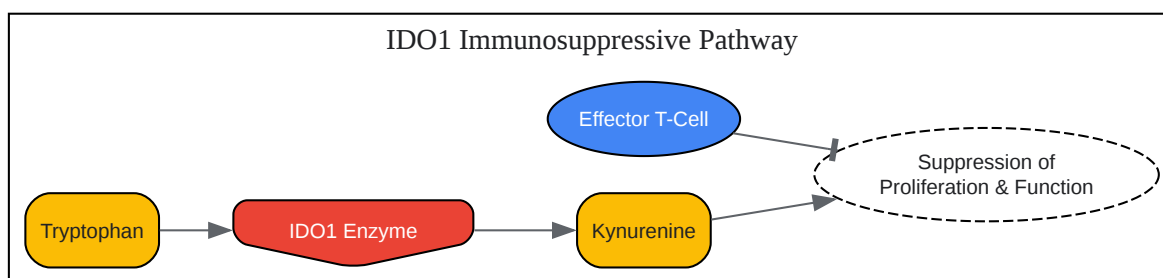 IDO1 Immunosuppressive Pathway
Effector T-Cell
Suppression of
Proliferation & Function
Tryptophan
IDO1 Enzyme
Kynurenine